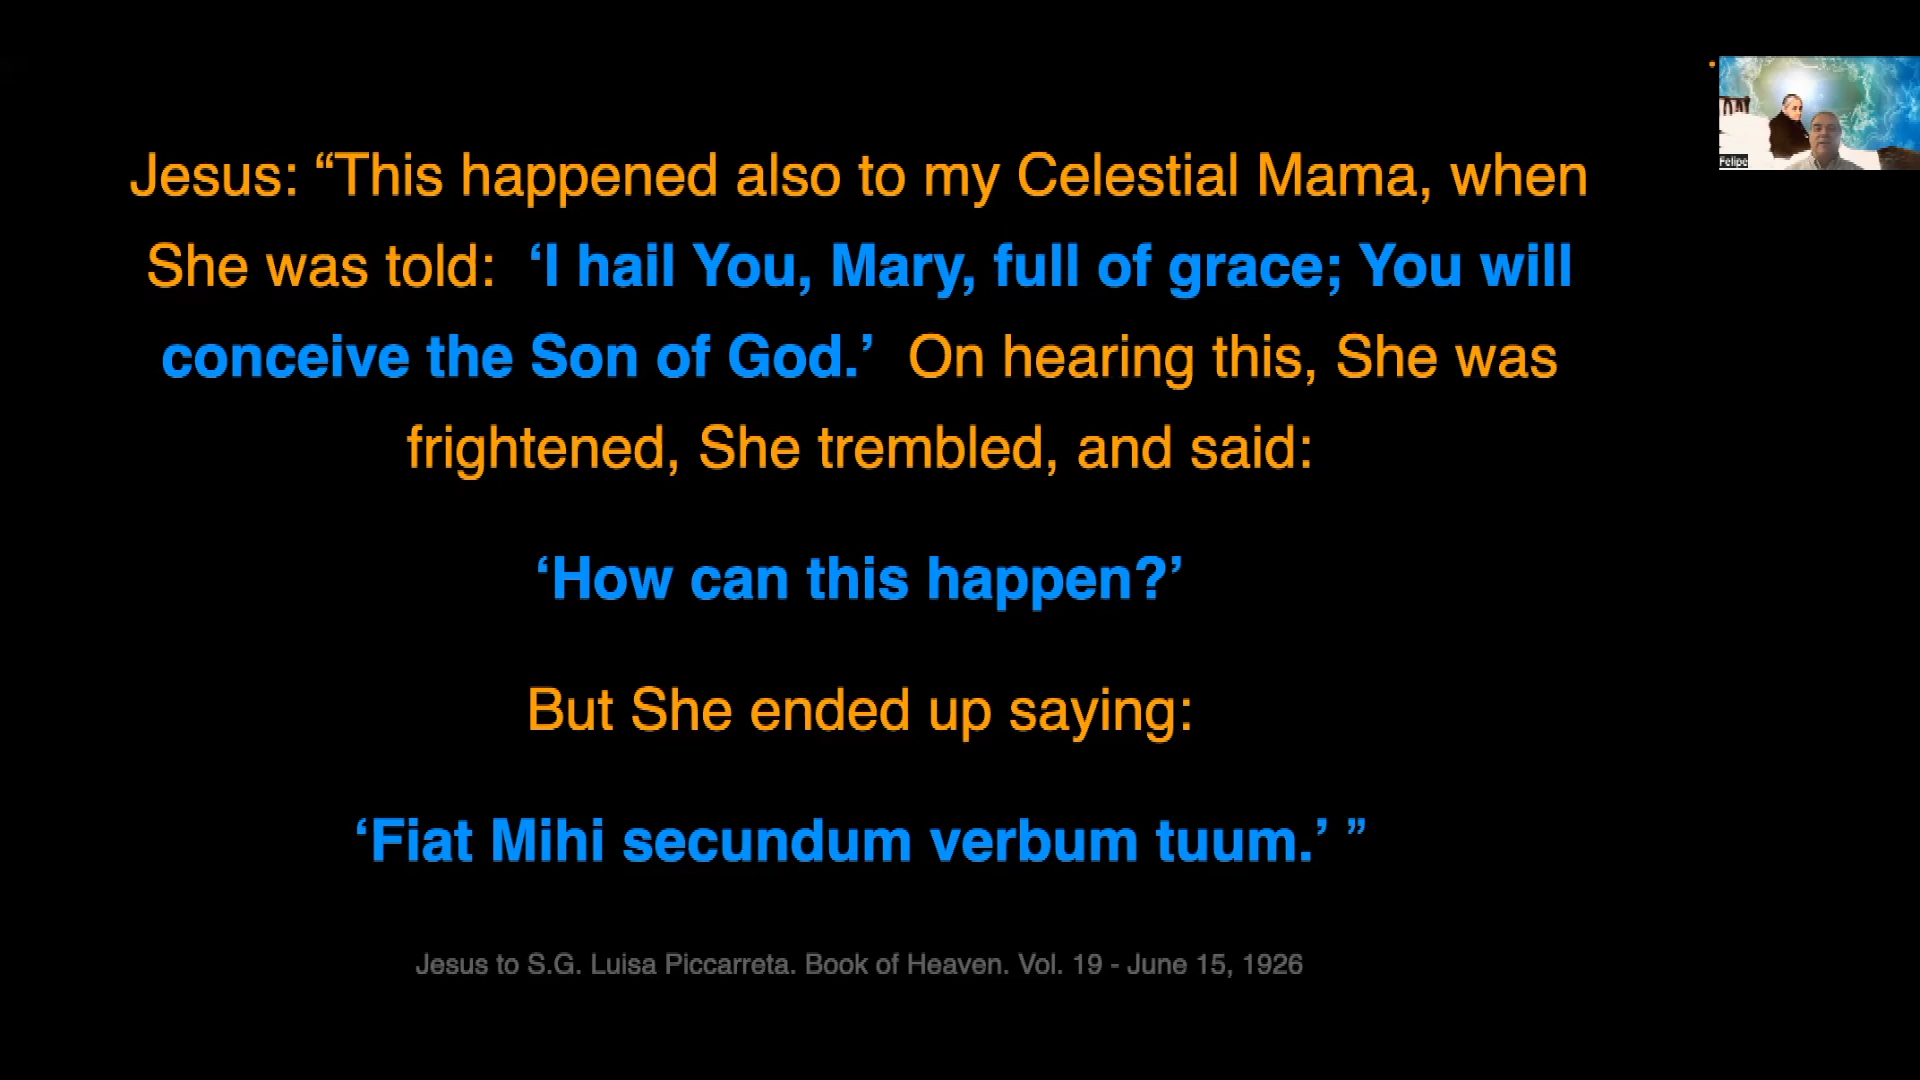 Jesus: “This happened also to my Celestial Mama, when
She was told: ‘I hail You, Mary, full of grace; You will
conceive the Son of God.’ On hearing this, She was
frightened, She trembled, and said:
‘How can this happen?’
But She ended up saying:
‘Fiat Mihi secundum verbum tuum.’ ”
Jesus to S.G. Luisa Piccarreta. Book of Heaven. Vol. 19 - June 15, 1926
Felipe